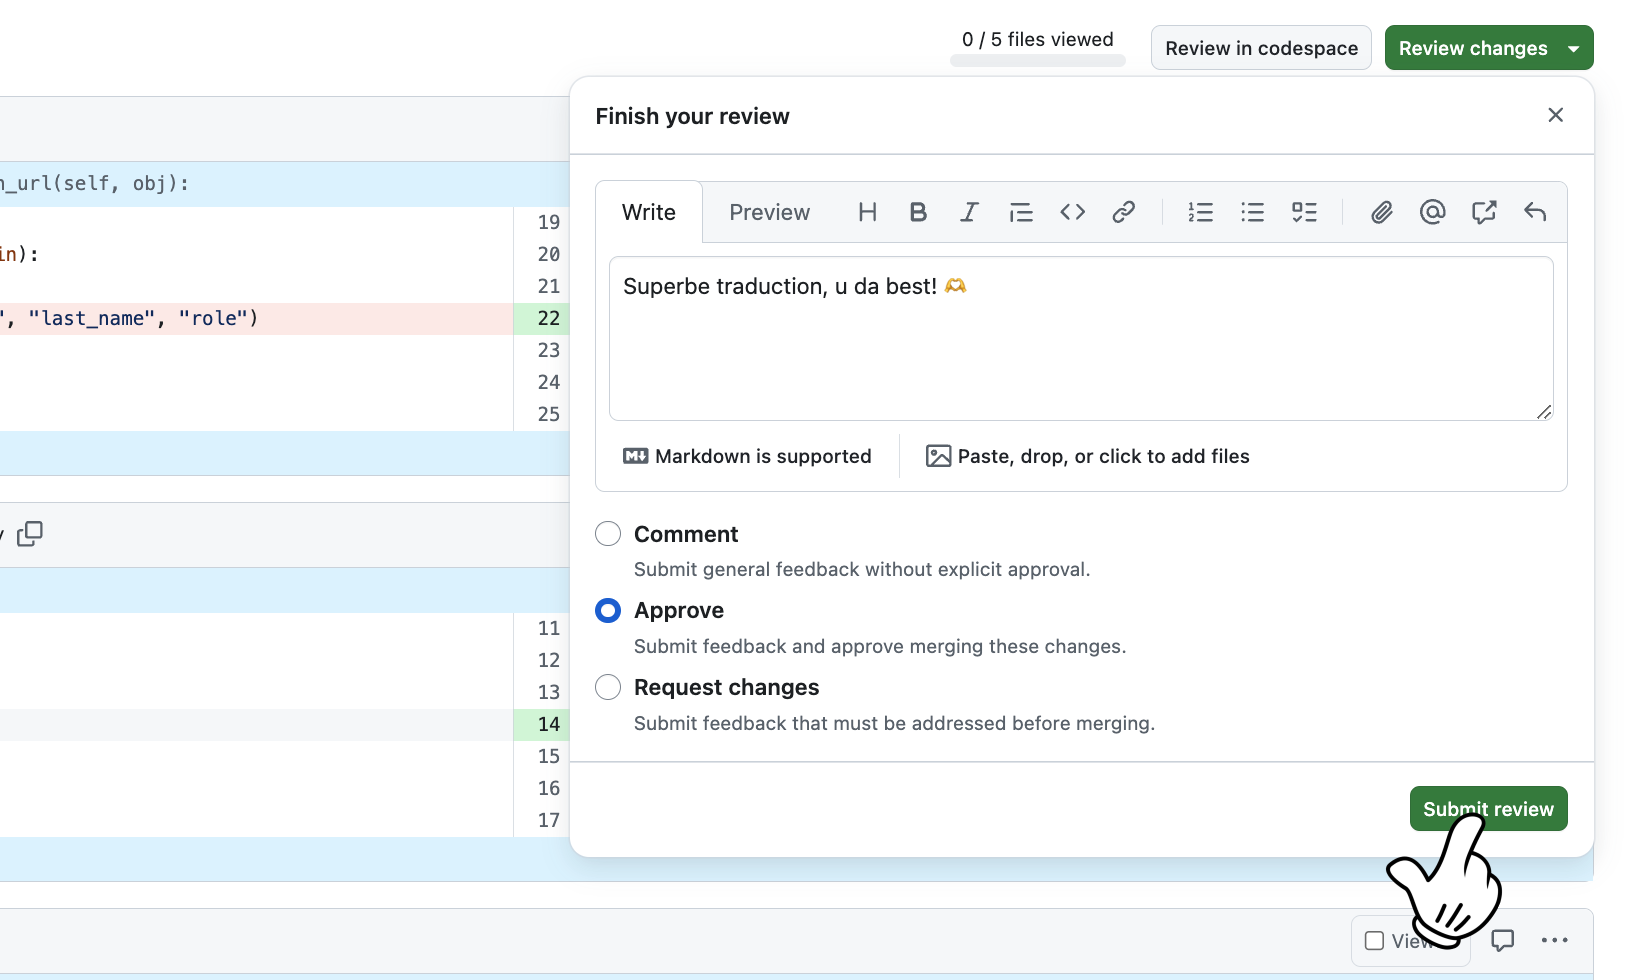 0 / 5 files viewed
Review in codespace
Review changes
Finish your review
_url(self, obj):
19
in):
20
21
", "last_name", "role")
22
23
24
25
Write
Preview
Superbe traduction, u da best! 🫶
Markdown is supported
Paste, drop, or click to add files
Comment
Submit general feedback without explicit approval.
Approve
Submit feedback and approve merging these changes.
Request changes
Submit feedback that must be addressed before merging.
11
12
13
14
15
16
17
Submit review